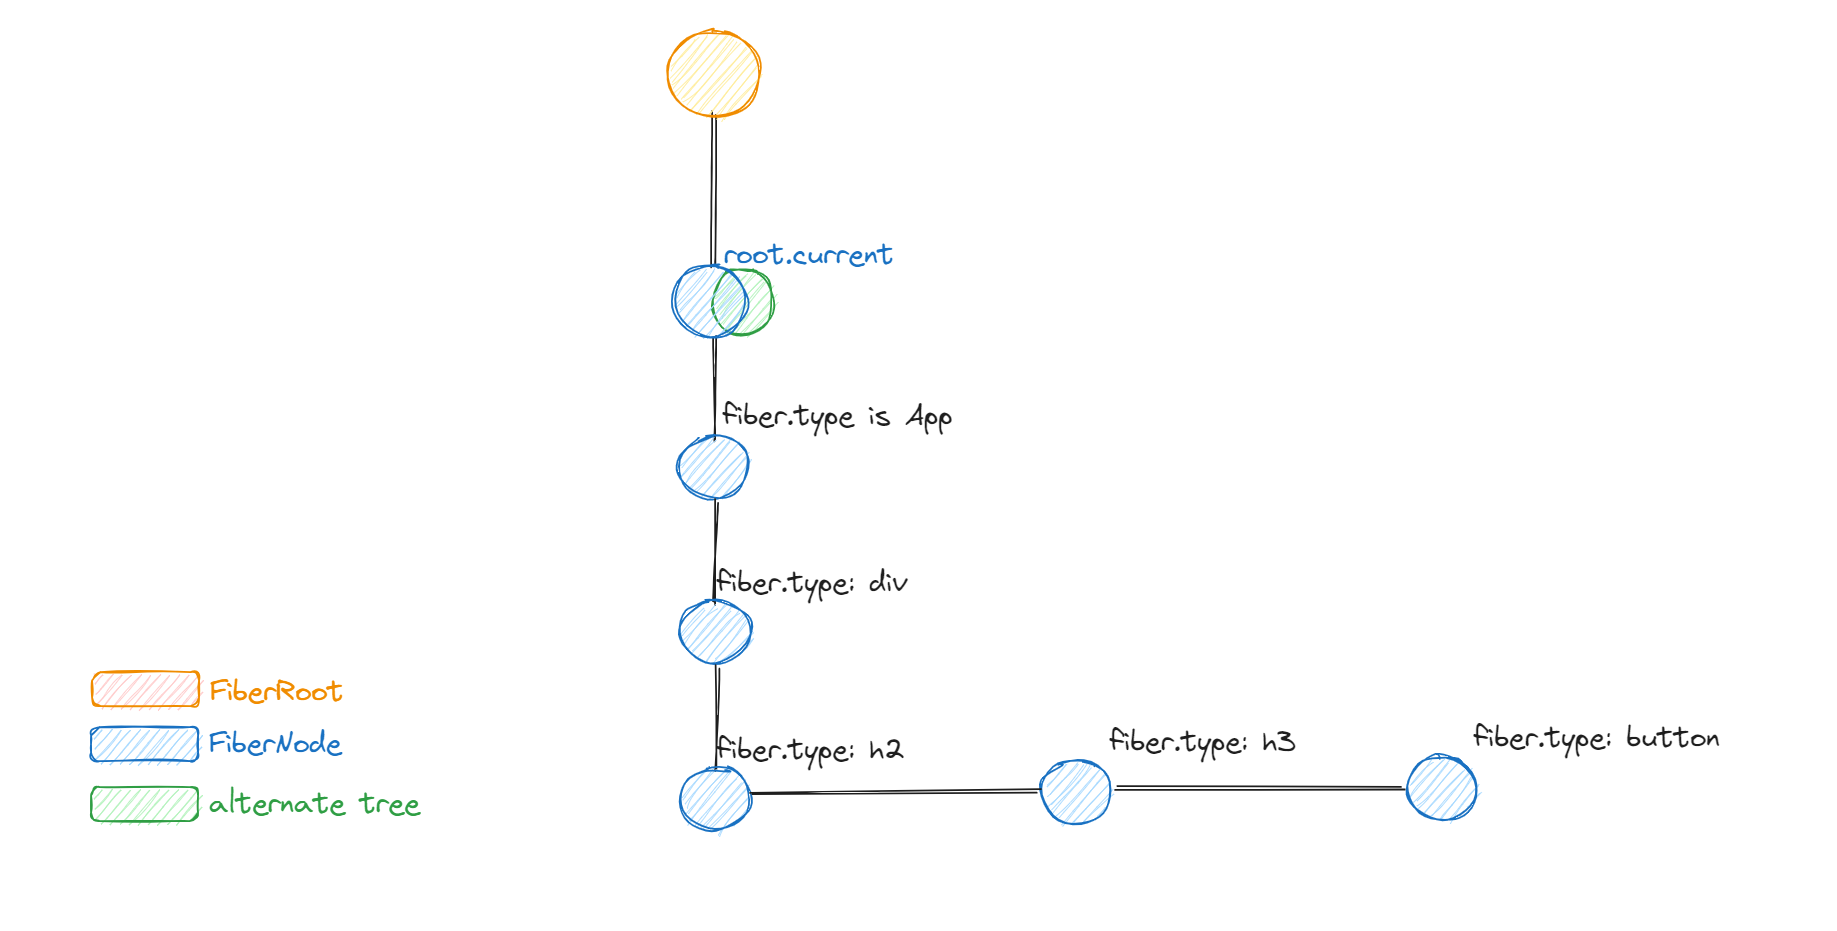 root.current
fiber.type is App
fiber.type: div
fiber.type: h2
fiber.type: h3
fiber.type: button
FiberRoot
FiberNode
alternate tree